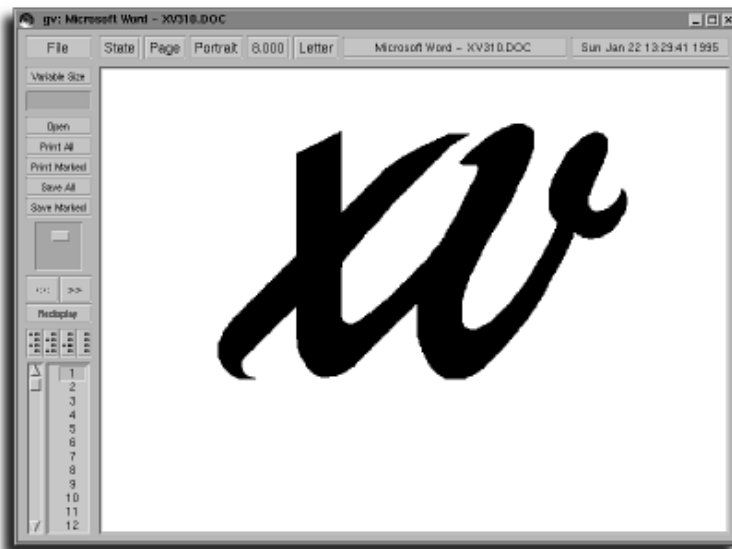 gv: Microsoft Word - XV310.DOC
File State Page Portrait 8.000 Letter Microsoft Word - XV310.DOC Sun Jan 22 13:29:41 1995
Variable Size
Open
Print All
Print Marked
Save All
Save Marked
<< >>
Redisplay
1
2
3
4
5
6
7
8
9
10
11
12
xv